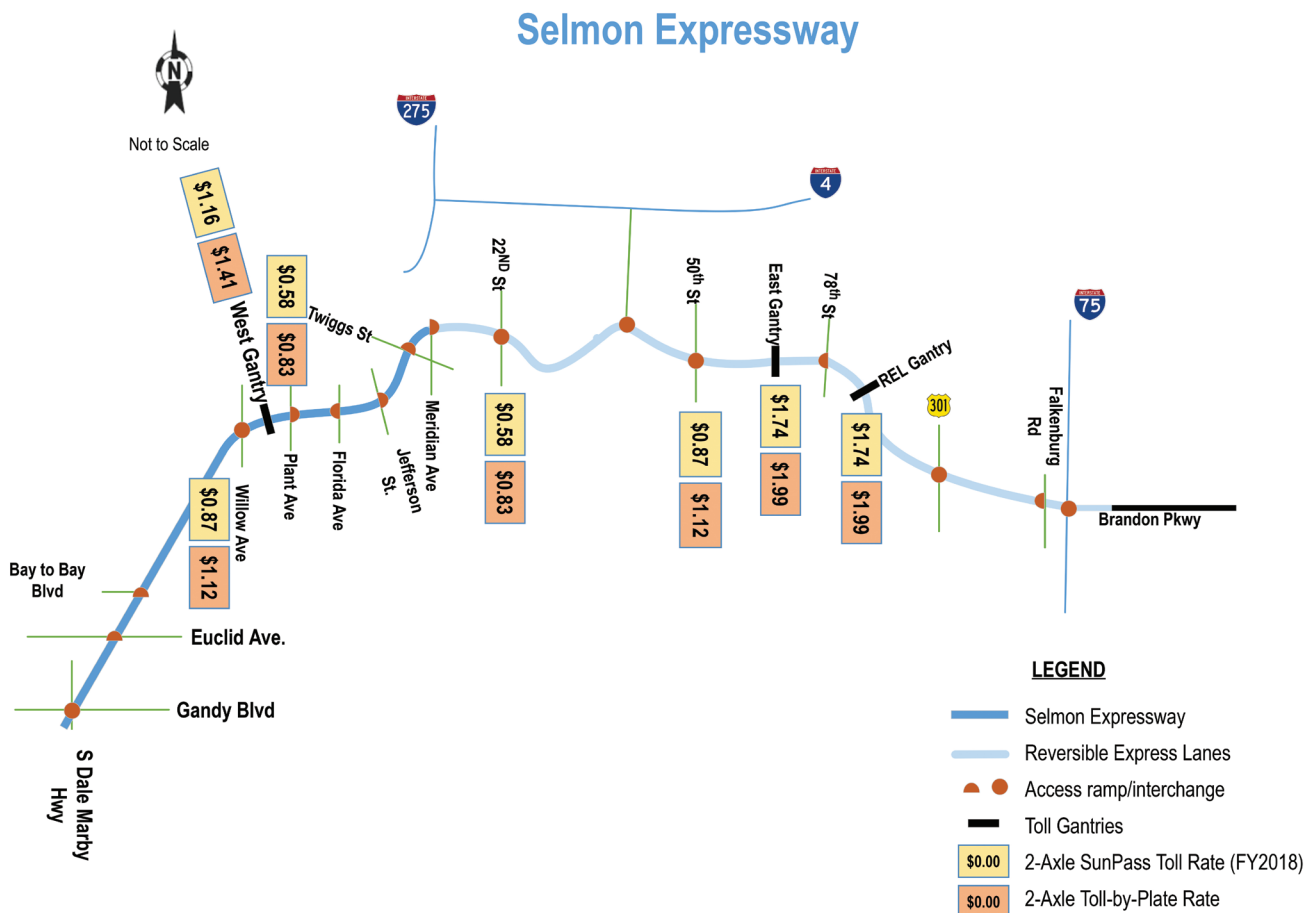 Selmon Expressway
N
Not to Scale
INTERSTATE
275
INTERSTATE
4
$1.16
$1.41
West Gantry
$0.58
$0.83
Twiggs St
22ND St
50th St
East Gantry
78th St
REL Gantry
INTERSTATE
75
301
Falkenburg
Rd
Brandon Pkwy
Willow Ave
$0.87
$1.12
Plant Ave
Florida Ave
Jefferson
St.
Meridian Ave
$0.58
$0.83
$0.87
$1.12
$1.74
$1.99
$1.74
$1.99
Bay to Bay
Blvd
Euclid Ave.
Gandy Blvd
S Dale Marby
Hwy
LEGEND
Selmon Expressway
Reversible Express Lanes
Access ramp/interchange
Toll Gantries
$0.00 2-Axle SunPass Toll Rate (FY2018)
$0.00 2-Axle Toll-by-Plate Rate